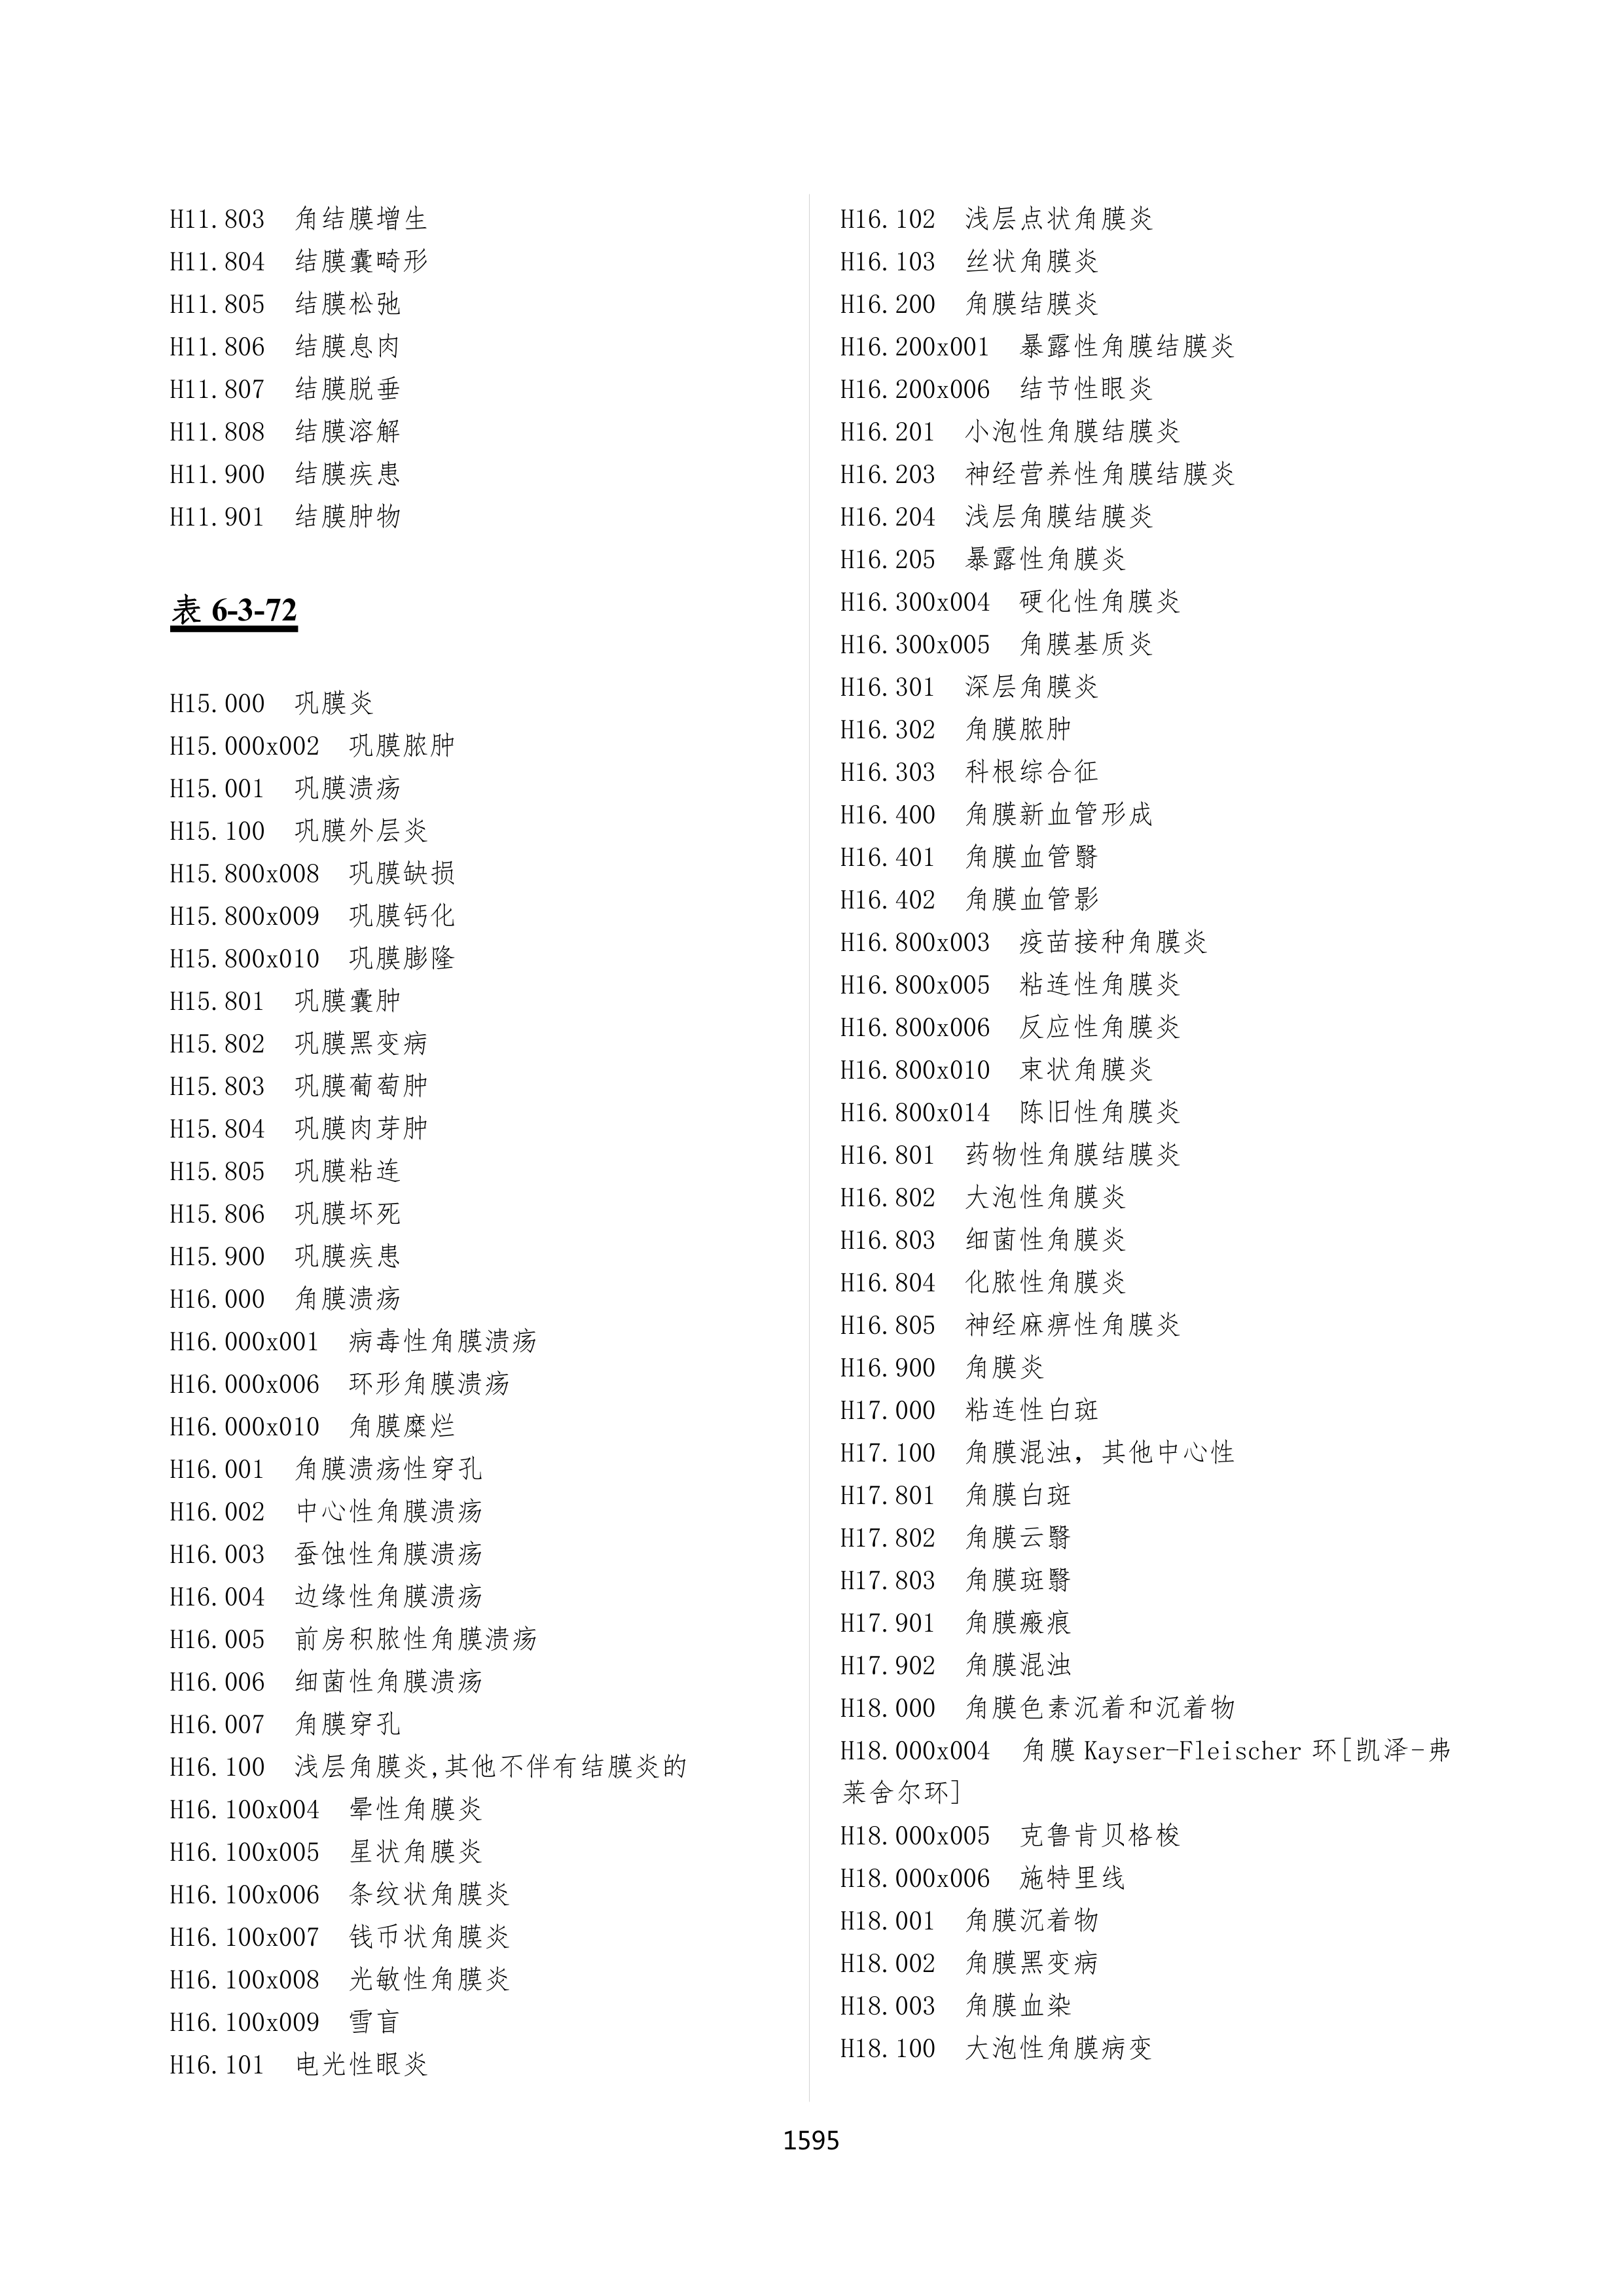 H11.803 角结膜增生
H11.804 结膜囊畸形
H11.805 结膜松弛
H11.806 结膜息肉
H11.807 结膜脱垂
H11.808 结膜溶解
H11.900 结膜疾患
H11.901 结膜肿物
表 6-3-72
H15.000 巩膜炎
H15.000x002 巩膜脓肿
H15.001 巩膜溃疡
H15.100 巩膜外层炎
H15.800x008 巩膜缺损
H15.800x009 巩膜钙化
H15.800x010 巩膜膨隆
H15.801 巩膜囊肿
H15.802 巩膜黑变病
H15.803 巩膜葡萄肿
H15.804 巩膜肉芽肿
H15.805 巩膜粘连
H15.806 巩膜坏死
H15.900 巩膜疾患
H16.000 角膜溃疡
H16.000x001 病毒性角膜溃疡
H16.000x006 环形角膜溃疡
H16.000x010 角膜糜烂
H16.001 角膜溃疡性穿孔
H16.002 中心性角膜溃疡
H16.003 蚕蚀性角膜溃疡
H16.004 边缘性角膜溃疡
H16.005 前房积脓性角膜溃疡
H16.006 细菌性角膜溃疡
H16.007 角膜穿孔
H16.100 浅层角膜炎,其他不伴有结膜炎的
H16.100x004 晕性角膜炎
H16.100x005 星状角膜炎
H16.100x006 条纹状角膜炎
H16.100x007 钱币状角膜炎
H16.100x008 光敏性角膜炎
H16.100x009 雪盲
H16.101 电光性眼炎
H16.102 浅层点状角膜炎
H16.103 丝状角膜炎
H16.200 角膜结膜炎
H16.200x001 暴露性角膜结膜炎
H16.200x006 结节性眼炎
H16.201 小泡性角膜结膜炎
H16.203 神经营养性角膜结膜炎
H16.204 浅层角膜结膜炎
H16.205 暴露性角膜炎
H16.300x004 硬化性角膜炎
H16.300x005 角膜基质炎
H16.301 深层角膜炎
H16.302 角膜脓肿
H16.303 科根综合征
H16.400 角膜新血管形成
H16.401 角膜血管翳
H16.402 角膜血管影
H16.800x003 疫苗接种角膜炎
H16.800x005 粘连性角膜炎
H16.800x006 反应性角膜炎
H16.800x010 束状角膜炎
H16.800x014 陈旧性角膜炎
H16.801 药物性角膜结膜炎
H16.802 大泡性角膜炎
H16.803 细菌性角膜炎
H16.804 化脓性角膜炎
H16.805 神经麻痹性角膜炎
H16.900 角膜炎
H17.000 粘连性白斑
H17.100 角膜混浊，其他中心性
H17.801 角膜白斑
H17.802 角膜云翳
H17.803 角膜斑翳
H17.901 角膜瘢痕
H17.902 角膜混浊
H18.000 角膜色素沉着和沉着物
H18.000x004 角膜 Kayser-Fleischer 环[凯泽-弗
莱舍尔环]
H18.000x005 克鲁肯贝格梭
H18.000x006 施特里线
H18.001 角膜沉着物
H18.002 角膜黑变病
H18.003 角膜血染
H18.100 大泡性角膜病变
1595